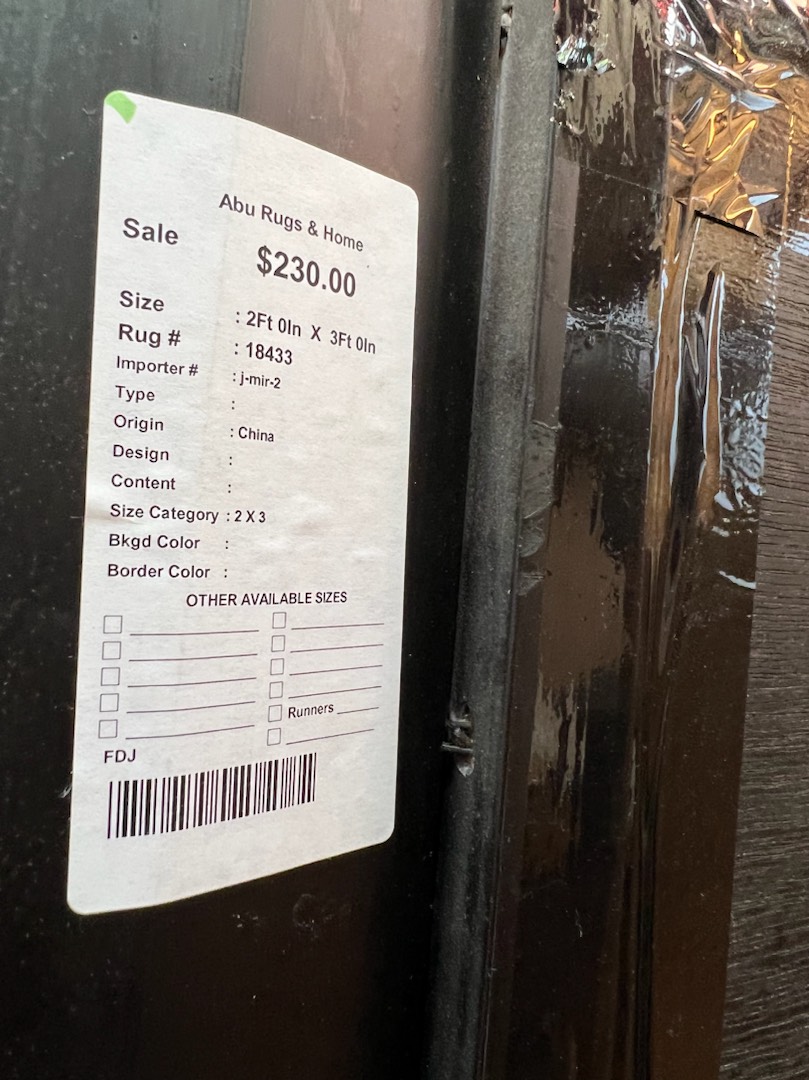 Abu Rugs & Home
Sale $230.00
Size : 2Ft 0In X 3Ft 0In
Rug # : 18433
Importer # : j-mir-2
Type :
Origin : China
Design :
Content :
Size Category : 2 X 3
Bkgd Color :
Border Color :
OTHER AVAILABLE SIZES
Runners
FDJ